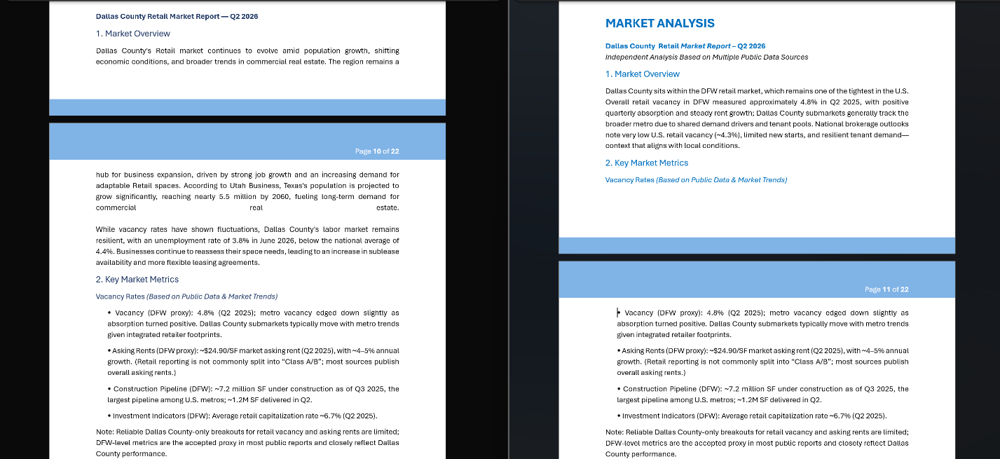 Dallas County Retail Market Report — Q2 2026
1. Market Overview
Dallas County's Retail market continues to evolve amid population growth, shifting
economic conditions, and broader trends in commercial real estate. The region remains a
Page 10 of 22
hub for business expansion, driven by strong job growth and an increasing demand for
adaptable Retail spaces. According to Utah Business, Texas's population is projected to
grow significantly, reaching nearly 5.5 million by 2060, fueling long-term demand for
commercial real estate.
While vacancy rates have shown fluctuations, Dallas County's labor market remains
resilient, with an unemployment rate of 3.8% in June 2026, below the national average of
4.4%. Businesses continue to reassess their space needs, leading to an increase in sublease
availability and more flexible leasing agreements.
2. Key Market Metrics
Vacancy Rates (Based on Public Data & Market Trends)
• Vacancy (DFW proxy): 4.8% (Q2 2025); metro vacancy edged down slightly as
absorption turned positive. Dallas County submarkets typically move with metro trends
given integrated retailer footprints.
• Asking Rents (DFW proxy): ~$24.90/SF market asking rent (Q2 2025), with ~4–5% annual
growth. (Retail reporting is not commonly split into “Class A/B”; most sources publish
overall asking rents.)
• Construction Pipeline (DFW): ~7.2 million SF under construction as of Q3 2025, the
largest pipeline among U.S. metros; ~1.2M SF delivered in Q2.
• Investment Indicators (DFW): Average retail capitalization rate ~6.7% (Q2 2025).
Note: Reliable Dallas County-only breakouts for retail vacancy and asking rents are limited;
DFW-level metrics are the accepted proxy in most public reports and closely reflect Dallas
County performance.
MARKET ANALYSIS
Dallas County Retail Market Report – Q2 2026
Independent Analysis Based on Multiple Public Data Sources
1. Market Overview
Dallas County sits within the DFW retail market, which remains one of the tightest in the U.S.
Overall retail vacancy in DFW measured approximately 4.8% in Q2 2025, with positive
quarterly absorption and steady rent growth; Dallas County submarkets generally track the
broader metro due to shared demand drivers and tenant pools. National brokerage outlooks
note very low U.S. retail vacancy (~4.3%), limited new starts, and resilient tenant demand—
context that aligns with local conditions.
2. Key Market Metrics
Vacancy Rates (Based on Public Data & Market Trends)
Page 11 of 22
• Vacancy (DFW proxy): 4.8% (Q2 2025); metro vacancy edged down slightly as
absorption turned positive. Dallas County submarkets typically move with metro trends
given integrated retailer footprints.
• Asking Rents (DFW proxy): ~$24.90/SF market asking rent (Q2 2025), with ~4–5% annual
growth. (Retail reporting is not commonly split into “Class A/B”; most sources publish
overall asking rents.)
• Construction Pipeline (DFW): ~7.2 million SF under construction as of Q3 2025, the
largest pipeline among U.S. metros; ~1.2M SF delivered in Q2.
• Investment Indicators (DFW): Average retail capitalization rate ~6.7% (Q2 2025).
Note: Reliable Dallas County-only breakouts for retail vacancy and asking rents are limited;
DFW-level metrics are the accepted proxy in most public reports and closely reflect Dallas
County performance.